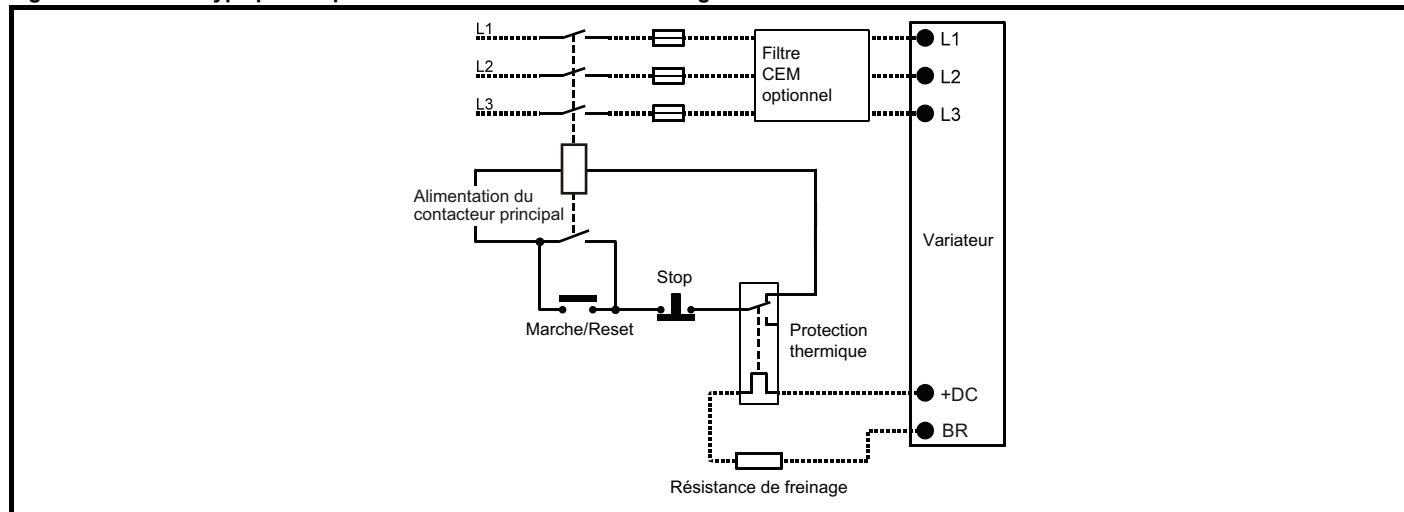 L1
L2
L3
Filtre
CEM
optionnel
L1
L2
L3
Alimentation du
contacteur principal
Variateur
Stop
Marche/Reset
Protection
thermique
+DC
BR
Résistance de freinage